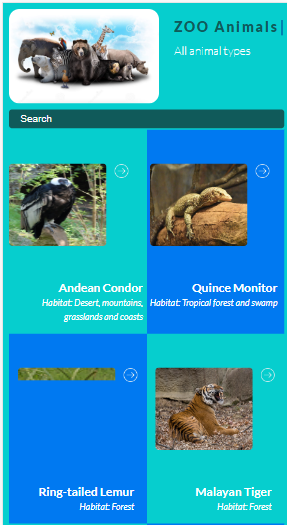 ZOO Animals|
All animal types
Search
Andean Condor
Habitat: Desert, mountains,
grasslands and coasts
Quince Monitor
Habitat: Tropical forest and swamp
Ring-tailed Lemur
Habitat: Forest
Malayan Tiger
Habitat: Forest